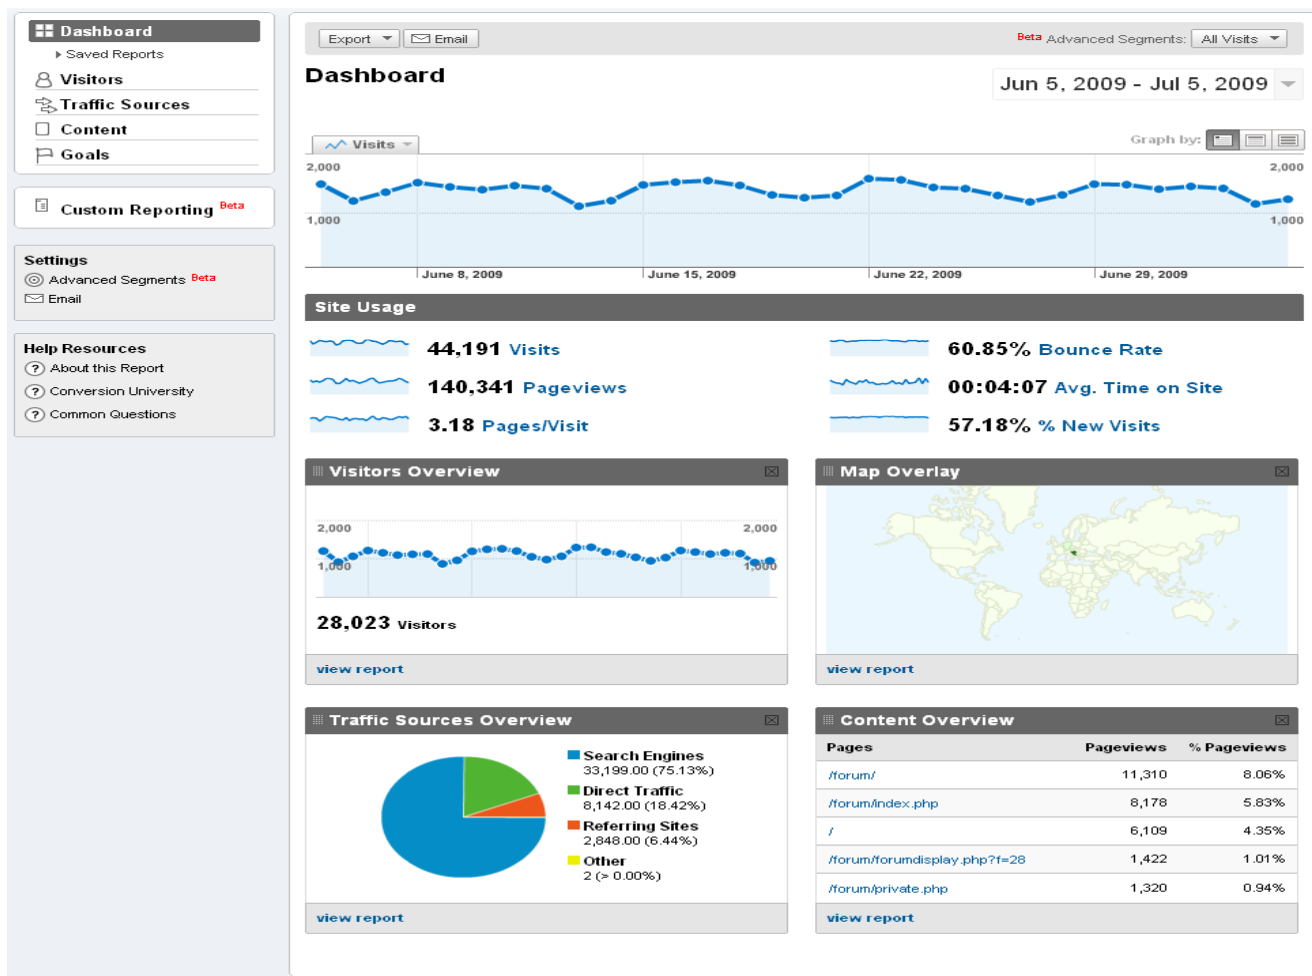 Dashboard
Saved Reports
Visitors
Traffic Sources
Content
Goals
Custom Reporting Beta
Settings
Advanced Segments Beta
Email
Help Resources
About this Report
Conversion University
Common Questions
Export Email Beta Advanced Segments: All Visits
Dashboard
Jun 5, 2009 - Jul 5, 2009
Visits Graph by:
2,000 2,000
1,000 1,000
June 8, 2009 June 15, 2009 June 22, 2009 June 29, 2009
Site Usage
44,191 Visits 60.85% Bounce Rate
140,341 Pageviews 00:04:07 Avg. Time on Site
3.18 Pages/Visit 57.18% % New Visits
Visitors Overview
2,000 2,000
1,000 1,000
28,023 Visitors
view report
Map Overlay
view report
Traffic Sources Overview
Search Engines
33,199.00 (75.13%)
Direct Traffic
8,142.00 (18.42%)
Referring Sites
2,848.00 (6.44%)
Other
2 (> 0.00%)
view report
Content Overview
Pages Pageviews % Pageviews
/forum/ 11,310 8.06%
/forum/index.php 8,178 5.83%
/ 6,109 4.35%
/forum/forumdisplay.php?f=28 1,422 1.01%
/forum/private.php 1,320 0.94%
view report